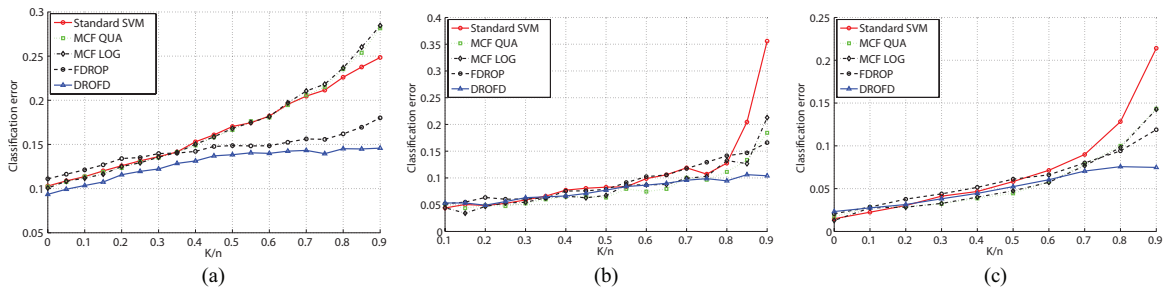 Classification error
0.3
0.25
0.2
0.15
0.1
0.05
Standard SVM
MCF QUA
MCF LOG
FDROP
DROFD
0 0.1 0.2 0.3 0.4 0.5 0.6 0.7 0.8 0.9
K/n
(a)
Classification error
0.4
0.35
0.3
0.25
0.2
0.15
0.1
0.05
0
Standard SVM
MCF QUA
MCF LOG
FDROP
DROFD
0.1 0.2 0.3 0.4 0.5 0.6 0.7 0.8 0.9
K/n
(b)
Classification error
0.25
0.2
0.15
0.1
0.05
0
Standard SVM
MCF QUA
MCF LOG
FDROP
DROFD
0 0.1 0.2 0.3 0.4 0.5 0.6 0.7 0.8 0.9
K/n
(c)